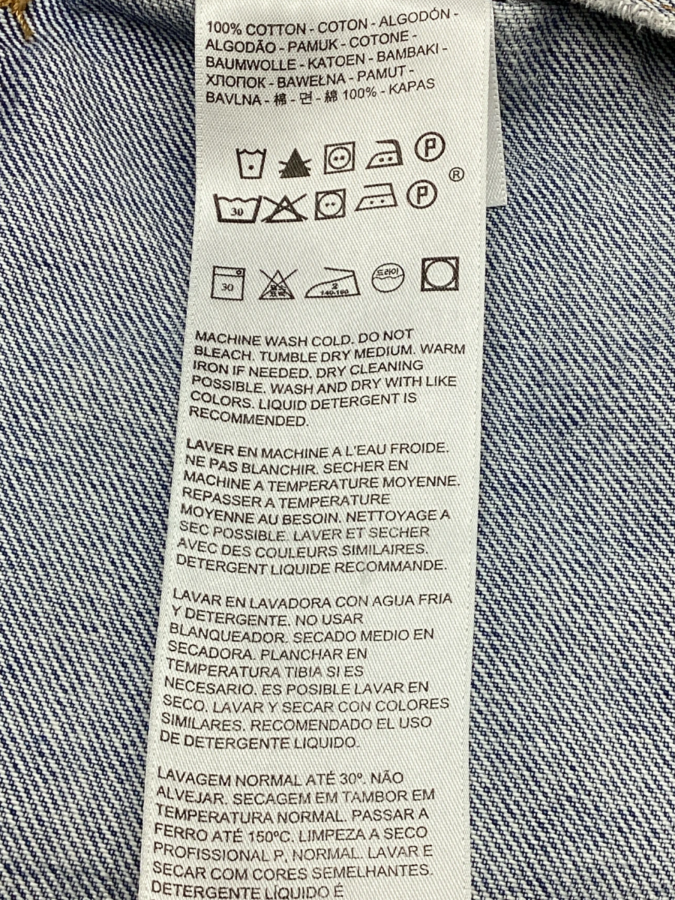 100% COTTON - COTON - ALGODÓN -
ALGODÃO - PAMUK - COTONE -
BAUMWOLLE - KATOEN - BAMBAKI -
ХЛОПОК - BAWEŁNA - PAMUT -
BAVLNA - 棉 - 면 - 綿 100% - KAPAS
P
®
30 P
30 2 140-160 드라이
MACHINE WASH COLD. DO NOT
BLEACH. TUMBLE DRY MEDIUM. WARM
IRON IF NEEDED. DRY CLEANING
POSSIBLE. WASH AND DRY WITH LIKE
COLORS. LIQUID DETERGENT IS
RECOMMENDED.
LAVER EN MACHINE A L'EAU FROIDE.
NE PAS BLANCHIR. SECHER EN
MACHINE A TEMPERATURE MOYENNE.
REPASSER A TEMPERATURE
MOYENNE AU BESOIN. NETTOYAGE A
SEC POSSIBLE. LAVER ET SECHER
AVEC DES COULEURS SIMILAIRES.
DETERGENT LIQUIDE RECOMMANDE.
LAVAR EN LAVADORA CON AGUA FRIA
Y DETERGENTE. NO USAR
BLANQUEADOR. SECADO MEDIO EN
SECADORA. PLANCHAR EN
TEMPERATURA TIBIA SI ES
NECESARIO. ES POSIBLE LAVAR EN
SECO. LAVAR Y SECAR CON COLORES
SIMILARES. RECOMENDADO EL USO
DE DETERGENTE LIQUIDO.
LAVAGEM NORMAL ATÉ 30º. NÃO
ALVEJAR. SECAGEM EM TAMBOR EM
TEMPERATURA NORMAL. PASSAR A
FERRO ATÉ 150ºC. LIMPEZA A SECO
PROFISSIONAL P, NORMAL. LAVAR E
SECAR COM CORES SEMELHANTES.
DETERGENTE LÍQUIDO É